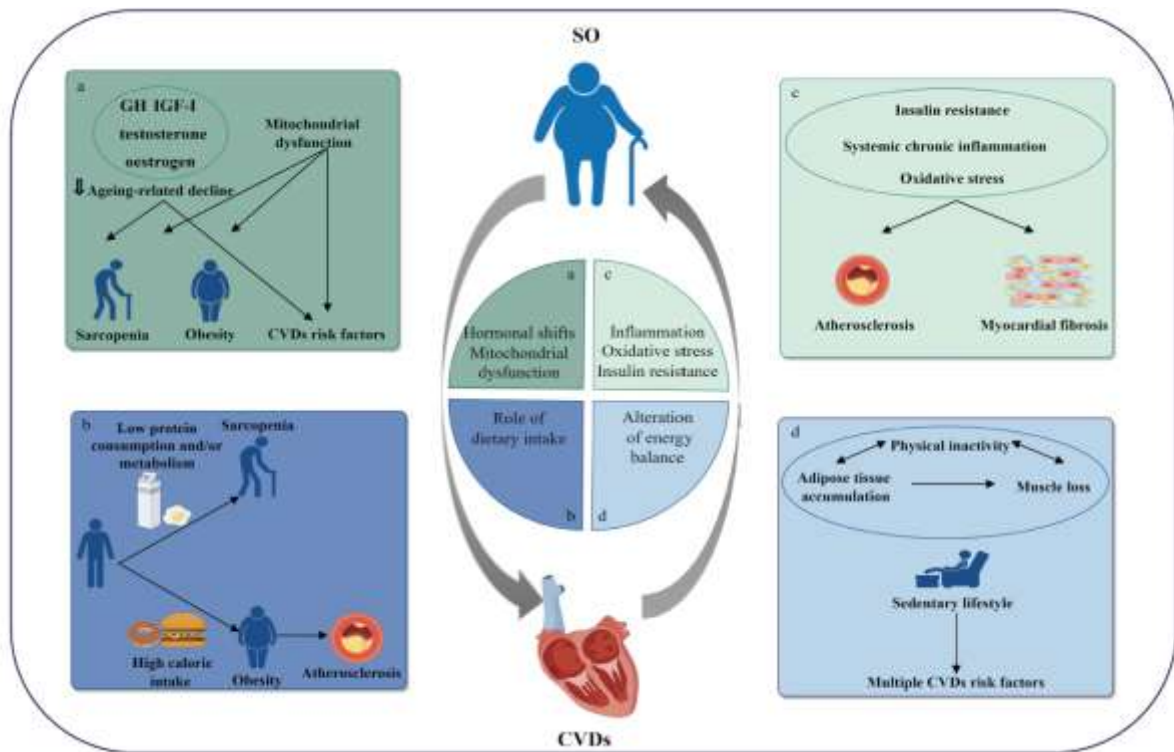 SO
a
GH IGF-I
testosterone
oestrogen
Ageing-related decline
Mitochondrial
dysfunction
Sarcopenia
Obesity
CVDs risk factors
b
Low protein
consumption and/or
metabolism
Sarcopenia
High caloric
intake
Obesity
Atherosclerosis
a
Hormonal shifts
Mitochondrial
dysfunction
c
Inflammation
Oxidative stress
Insulin resistance
Role of
dietary intake
b
Alteration
of energy
balance
d
CVDs
c
Insulin resistance
Systemic chronic inflammation
Oxidative stress
Atherosclerosis
Myocardial fibrosis
d
Physical inactivity
Adipose tissue
accumulation
Muscle loss
Sedentary lifestyle
Multiple CVDs risk factors